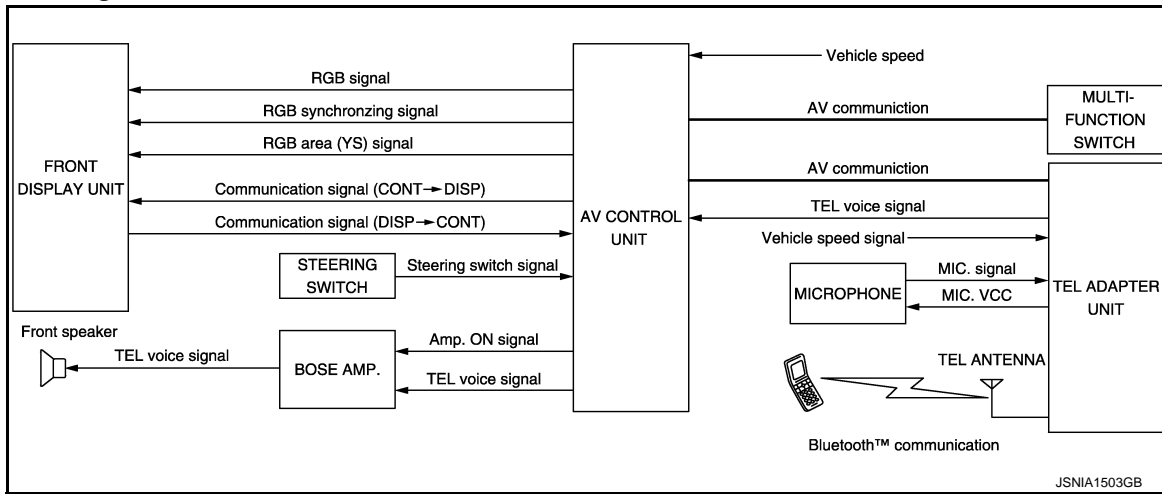 Vehicle speed
RGB signal
AV communiction
MULTI-
FUNCTION
SWITCH
RGB synchronizing signal
RGB area (YS) signal
FRONT
DISPLAY UNIT
AV communiction
Communication signal (CONT→DISP)
TEL voice signal
AV CONTROL
UNIT
Communication signal (DISP→CONT)
Vehicle speed signal
STEERING
SWITCH
Steering switch signal
MICROPHONE
MIC. signal
MIC. VCC
TEL ADAPTER
UNIT
Front speaker
TEL voice signal
BOSE AMP.
Amp. ON signal
TEL voice signal
TEL ANTENNA
Bluetooth™ communication
JSNIA1503GB